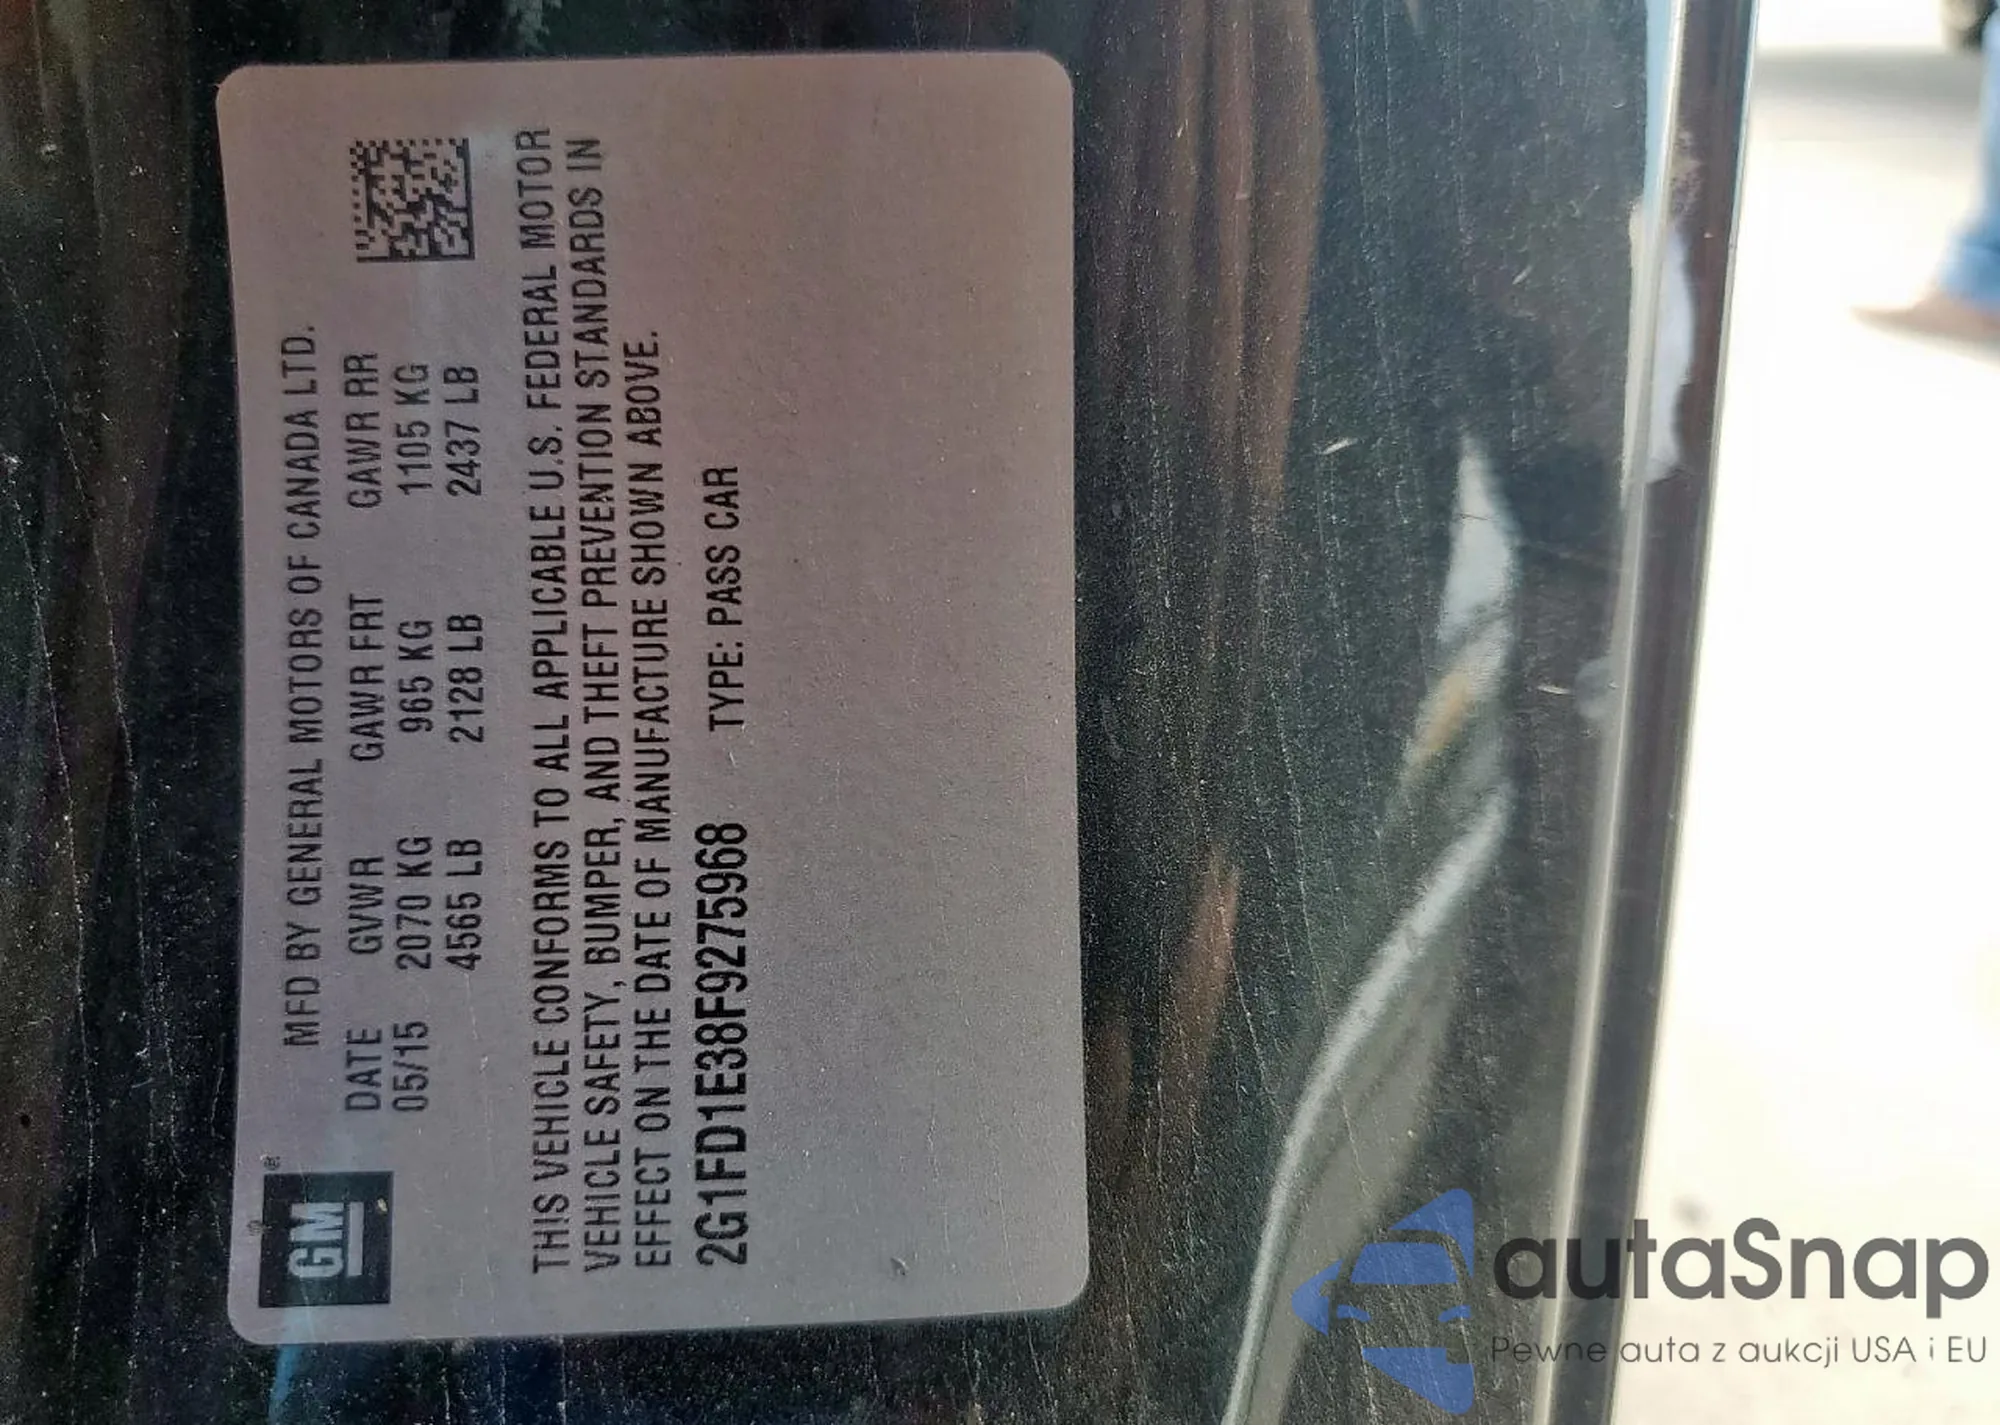 GM®
MFD BY GENERAL MOTORS OF CANADA LTD.
DATE GVWR GAWR FRT GAWR RR
05/15 2070 KG 965 KG 1105 KG
4565 LB 2128 LB 2437 LB
THIS VEHICLE CONFORMS TO ALL APPLICABLE U.S. FEDERAL MOTOR
VEHICLE SAFETY, BUMPER, AND THEFT PREVENTION STANDARDS IN
EFFECT ON THE DATE OF MANUFACTURE SHOWN ABOVE.
2G1FD1E38F9275968 TYPE: PASS CAR
autaSnap
Pewne auta z aukcji USA i EU